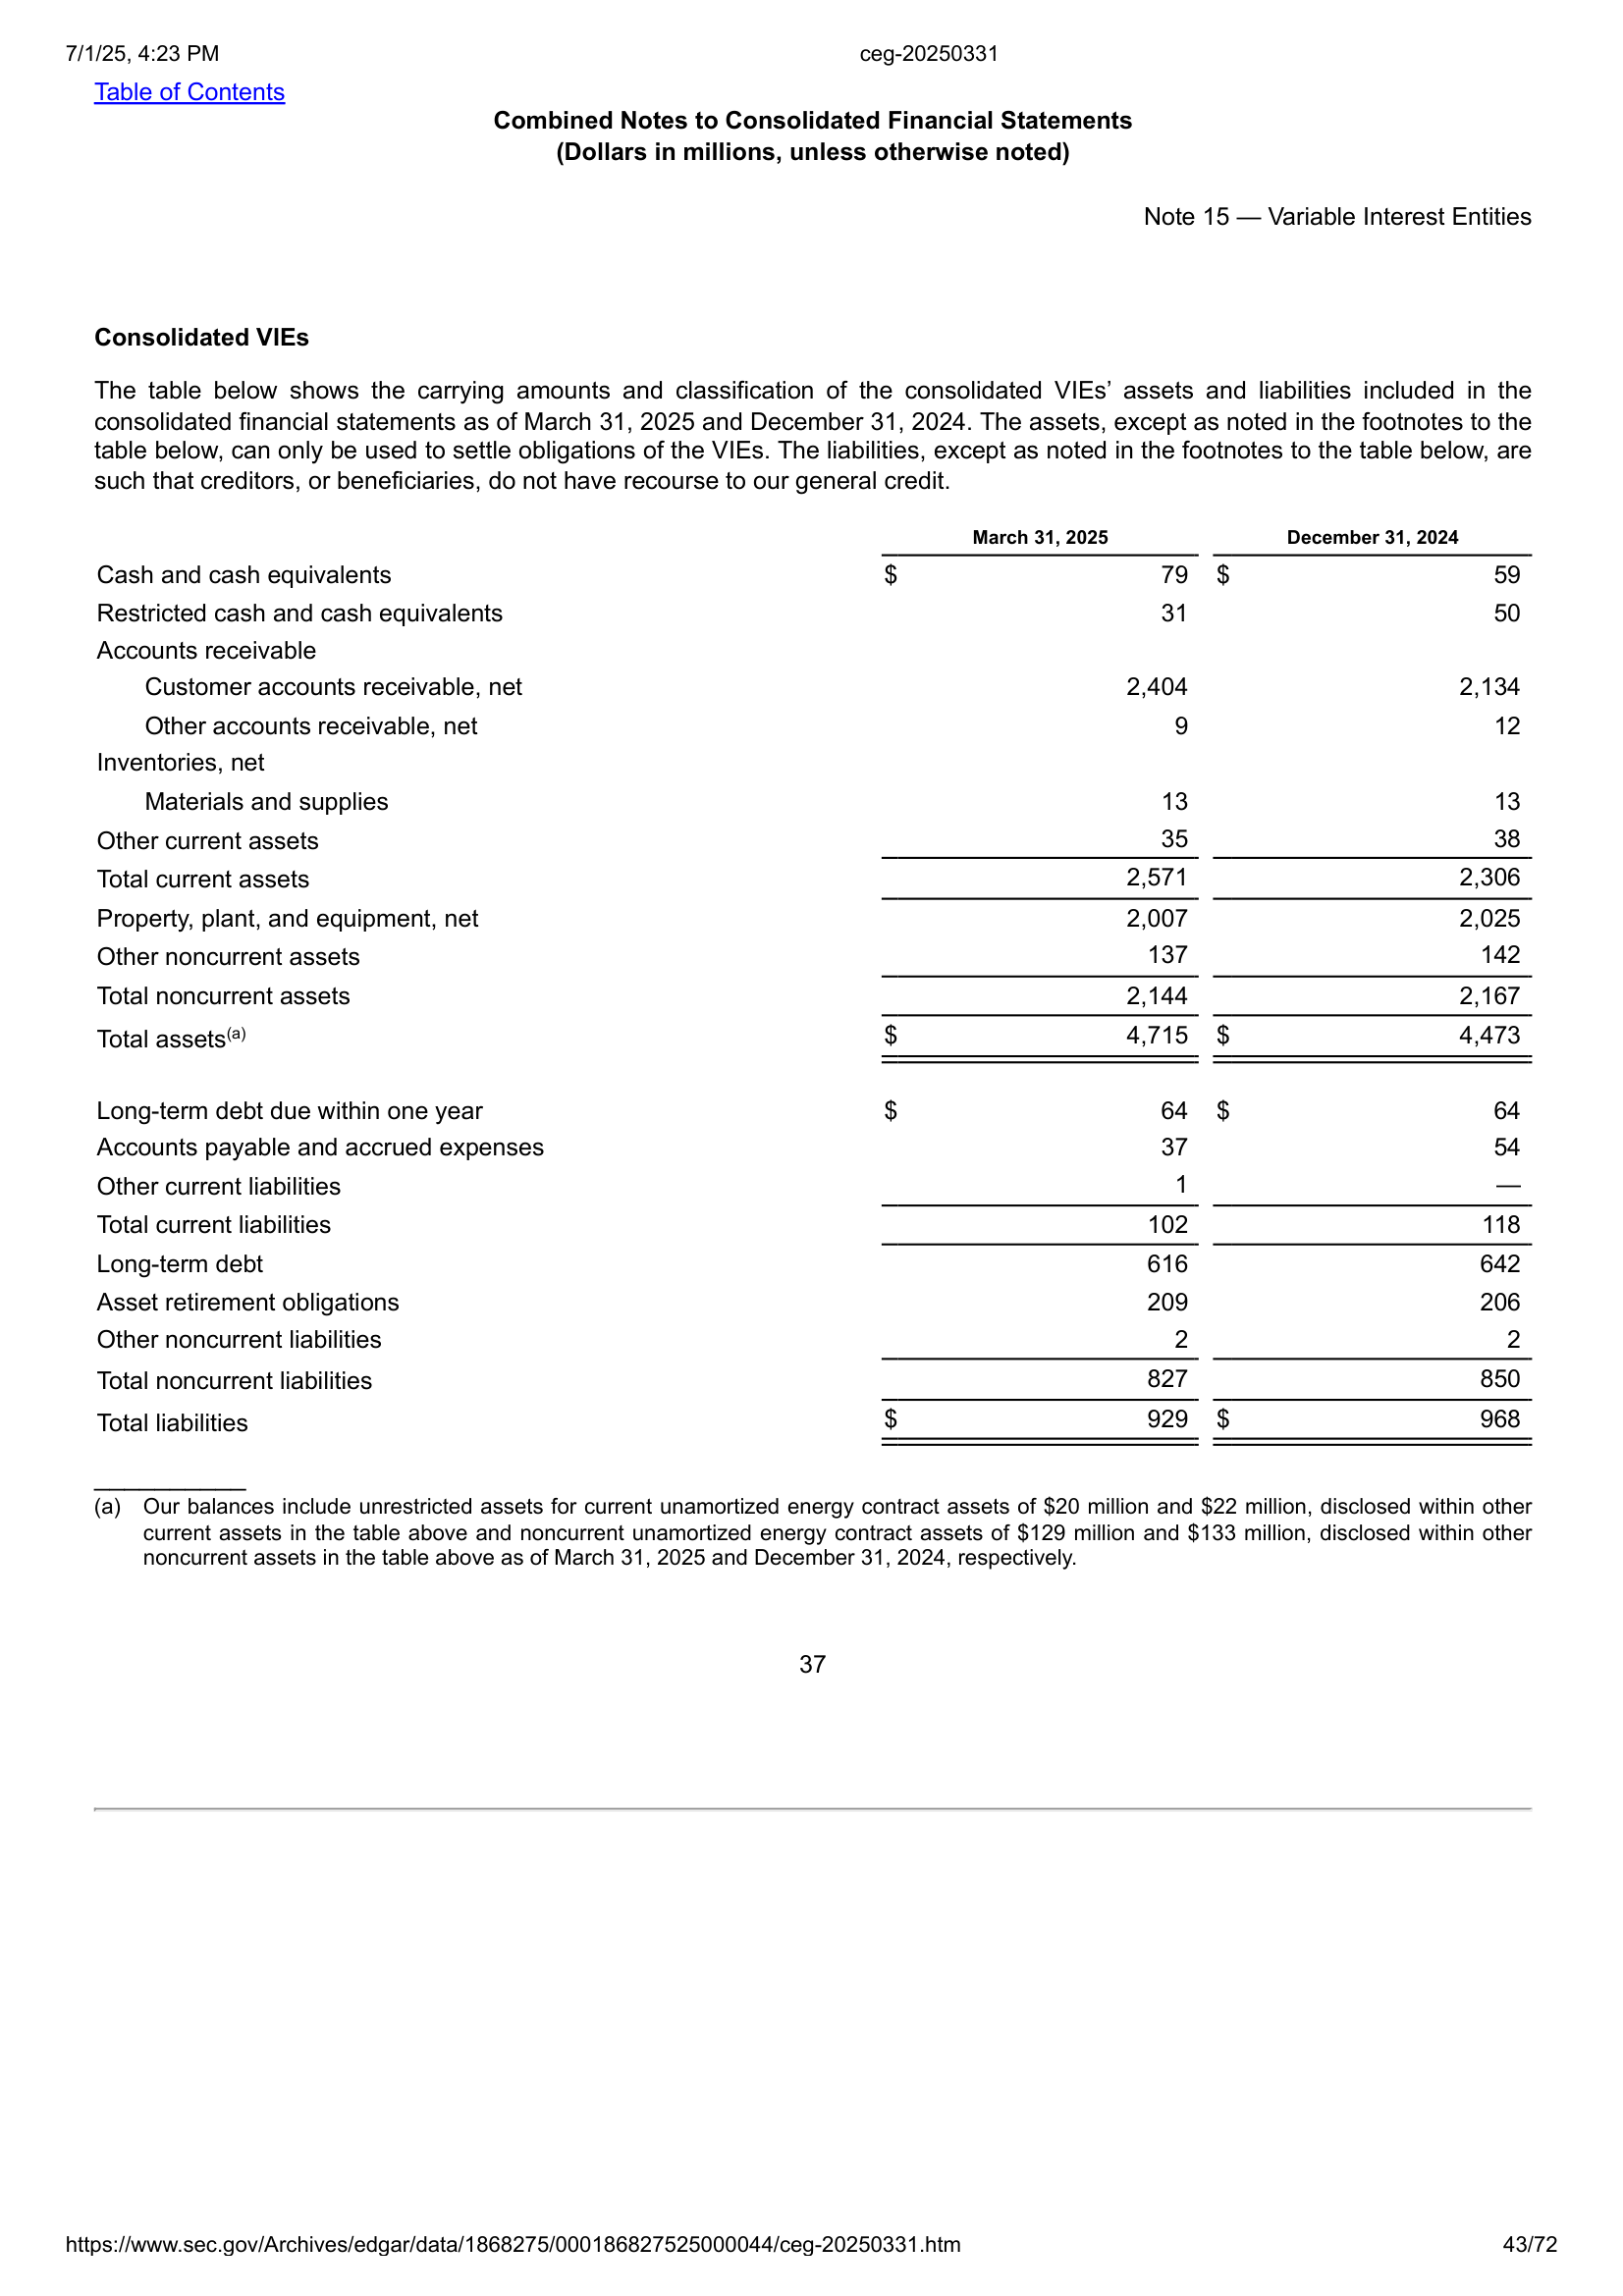 7/1/25, 4:23 PM ceg-20250331
Table of Contents
Combined Notes to Consolidated Financial Statements
(Dollars in millions, unless otherwise noted)
Note 15 — Variable Interest Entities
Consolidated VIEs
The table below shows the carrying amounts and classification of the consolidated VIEs’ assets and liabilities included in the
consolidated financial statements as of March 31, 2025 and December 31, 2024. The assets, except as noted in the footnotes to the
table below, can only be used to settle obligations of the VIEs. The liabilities, except as noted in the footnotes to the table below, are
such that creditors, or beneficiaries, do not have recourse to our general credit.
March 31, 2025 December 31, 2024
Cash and cash equivalents $ 79 $ 59
Restricted cash and cash equivalents 31 50
Accounts receivable
Customer accounts receivable, net 2,404 2,134
Other accounts receivable, net 9 12
Inventories, net
Materials and supplies 13 13
Other current assets 35 38
Total current assets 2,571 2,306
Property, plant, and equipment, net 2,007 2,025
Other noncurrent assets 137 142
Total noncurrent assets 2,144 2,167
Total assets(a) $ 4,715 $ 4,473
Long-term debt due within one year $ 64 $ 64
Accounts payable and accrued expenses 37 54
Other current liabilities 1 —
Total current liabilities 102 118
Long-term debt 616 642
Asset retirement obligations 209 206
Other noncurrent liabilities 2 2
Total noncurrent liabilities 827 850
Total liabilities $ 929 $ 968
(a) Our balances include unrestricted assets for current unamortized energy contract assets of $20 million and $22 million, disclosed within other
current assets in the table above and noncurrent unamortized energy contract assets of $129 million and $133 million, disclosed within other
noncurrent assets in the table above as of March 31, 2025 and December 31, 2024, respectively.
37
https://www.sec.gov/Archives/edgar/data/1868275/000186827525000044/ceg-20250331.htm 43/72